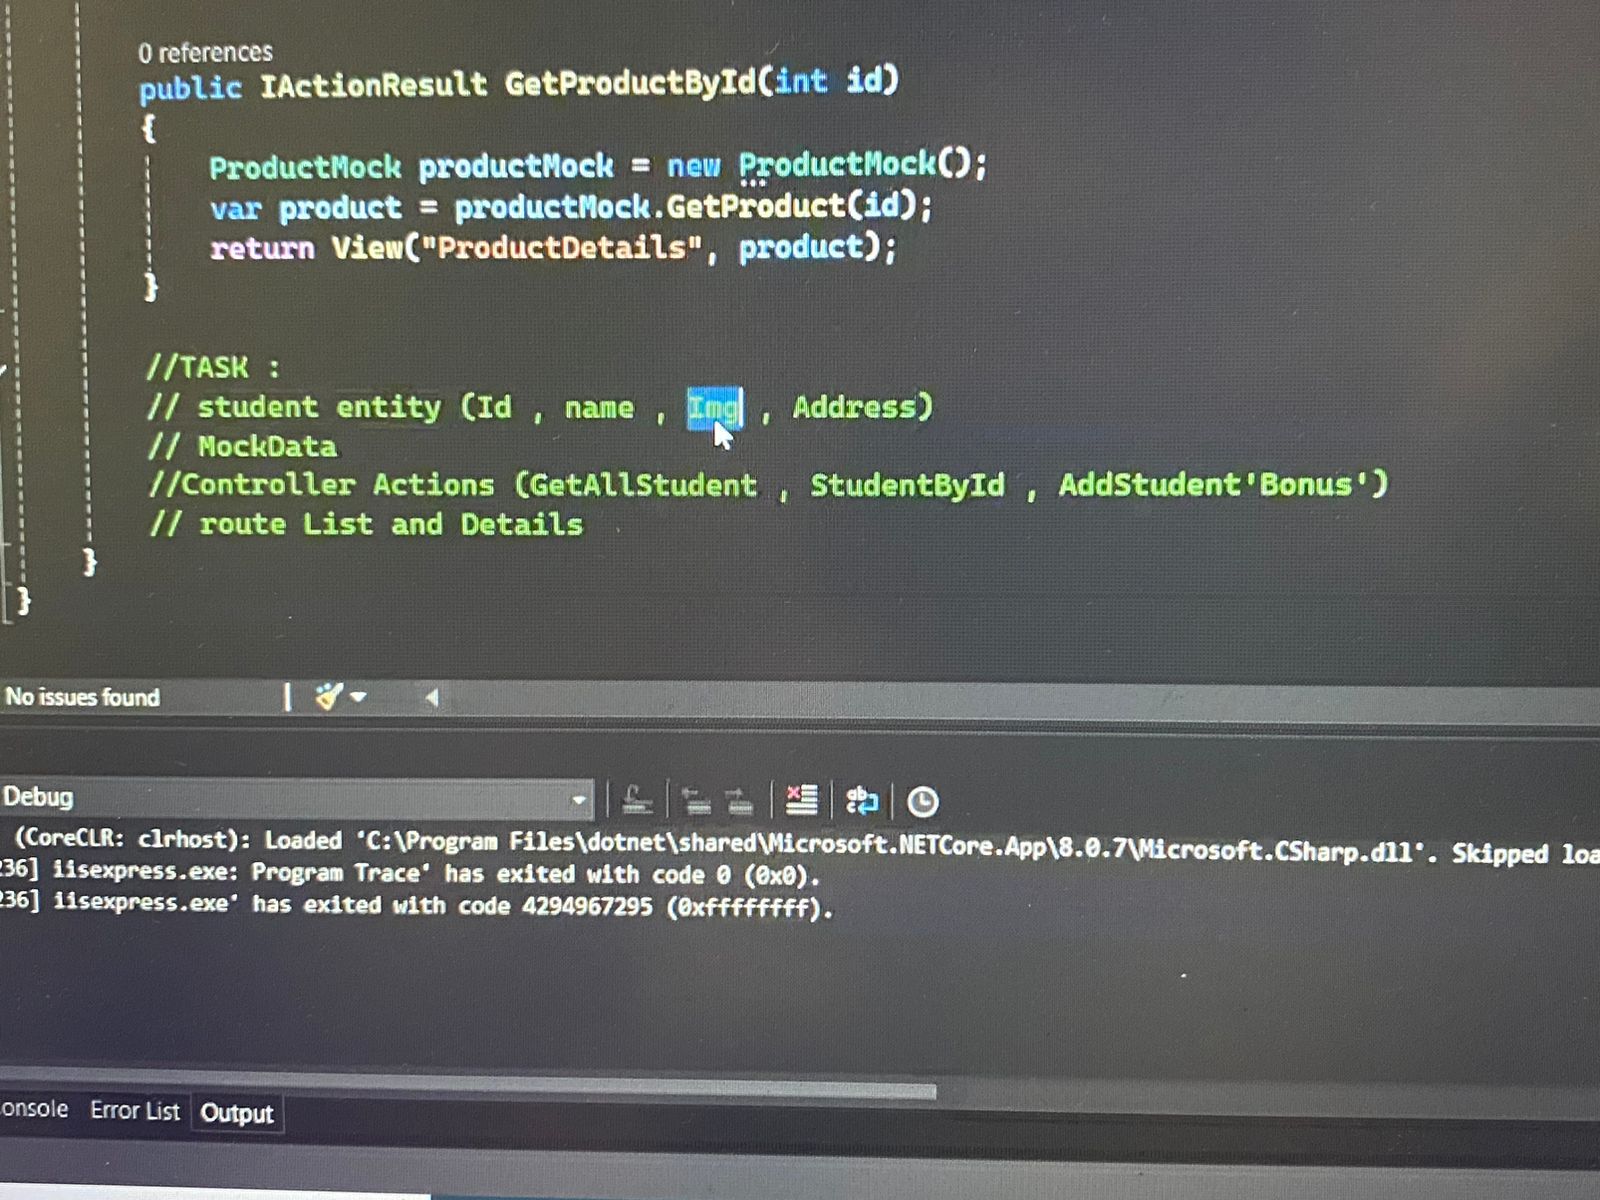 0 references
public IActionResult GetProductById(int id)
{
ProductMock productMock = new ProductMock();
var product = productMock.GetProduct(id);
return View("ProductDetails", product);
}
//TASK :
// student entity (Id , name , Img , Address)
// MockData
//Controller Actions (GetAllStudent , StudentById , AddStudent'Bonus')
// route List and Details
}
}
No issues found
Debug
(CoreCLR: clrhost): Loaded 'C:\Program Files\dotnet\shared\Microsoft.NETCore.App\8.0.7\Microsoft.CSharp.dll'. Skipped loa
236] iisexpress.exe: Program Trace' has exited with code 0 (0x0).
236] iisexpress.exe' has exited with code 4294967295 (0xffffffff).
onsole Error List Output